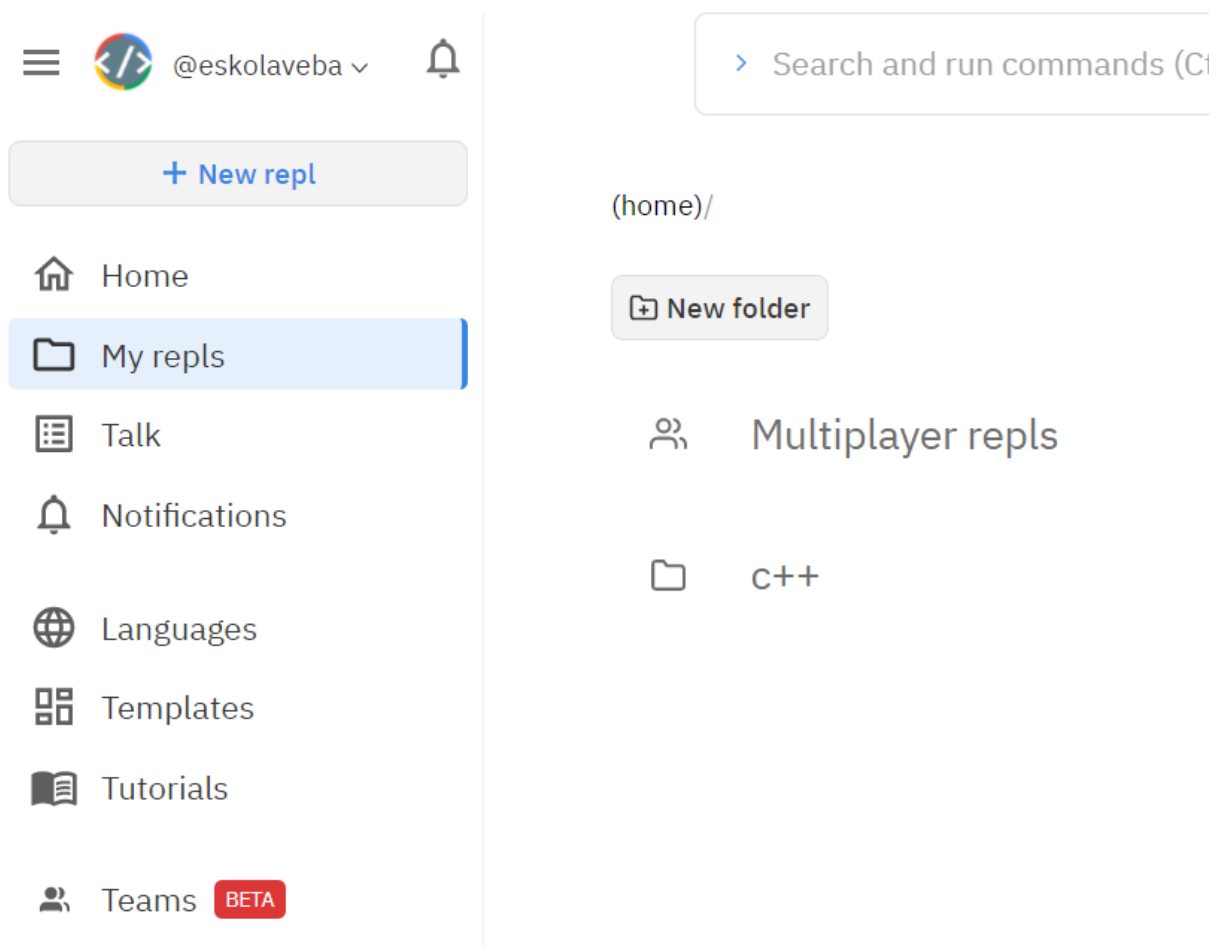 @eskolaveba
+ New repl
Home
My repls
Talk
Notifications
Languages
Templates
Tutorials
Teams BETA
> Search and run commands (Ct
(home)/
New folder
Multiplayer repls
c++